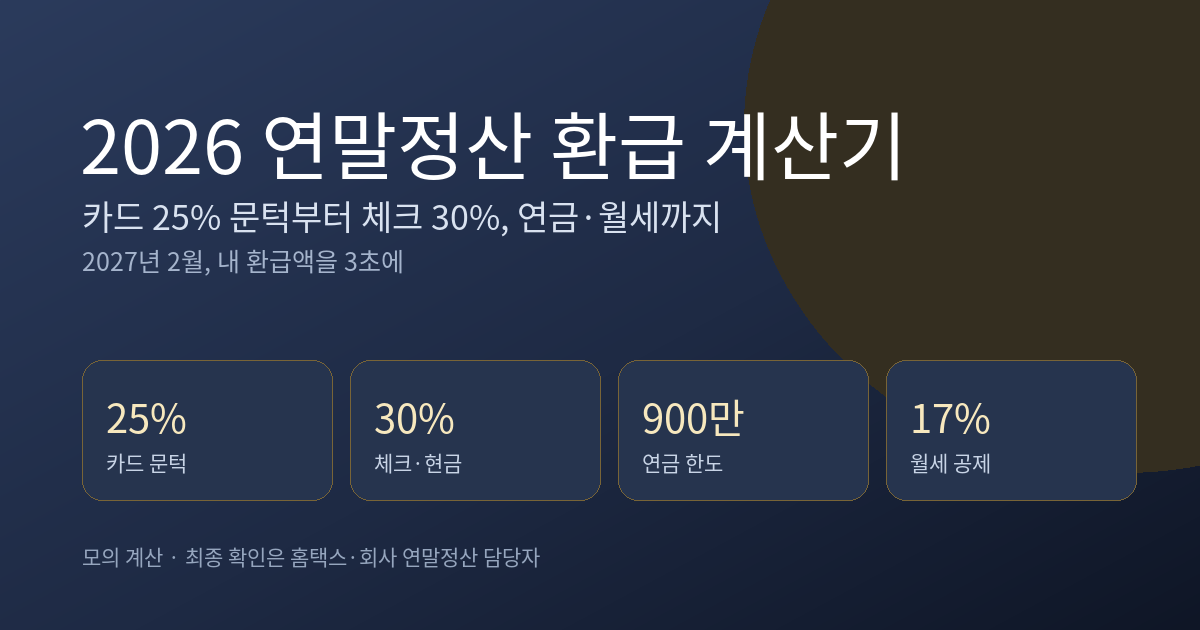 2026 연말정산 환급 계산기
카드 25% 문턱부터 체크 30%, 연금·월세까지
2027년 2월, 내 환급액을 3초에
25%
카드 문턱
30%
체크·현금
900만
연금 한도
17%
월세 공제
모의 계산 · 최종 확인은 홈택스·회사 연말정산 담당자